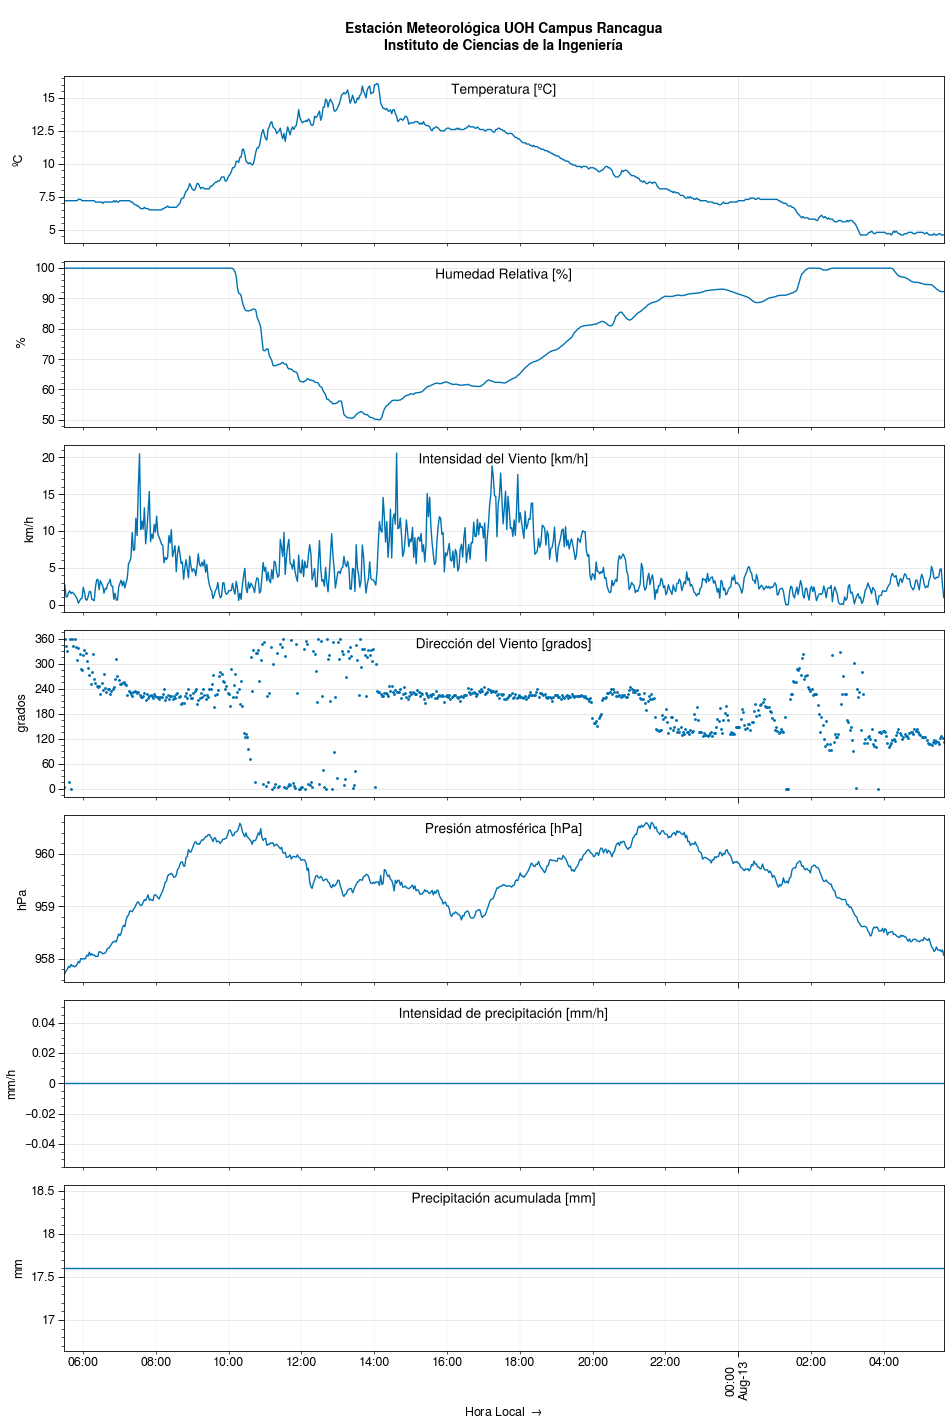 Estación Meteorológica UOH Campus Rancagua
Instituto de Ciencias de la Ingeniería
Temperatura [ºC]
ºC
15
12.5
10
7.5
5
Humedad Relativa [%]
%
100
90
80
70
60
50
Intensidad del Viento [km/h]
km/h
20
15
10
5
0
Dirección del Viento [grados]
grados
360
300
240
180
120
60
0
Presión atmosférica [hPa]
hPa
960
959
958
Intensidad de precipitación [mm/h]
mm/h
0.04
0.02
0
−0.02
−0.04
Precipitación acumulada [mm]
mm
18.5
18
17.5
17
06:00
08:00
10:00
12:00
14:00
16:00
18:00
20:00
22:00
00:00
Aug-13
02:00
04:00
Hora Local →